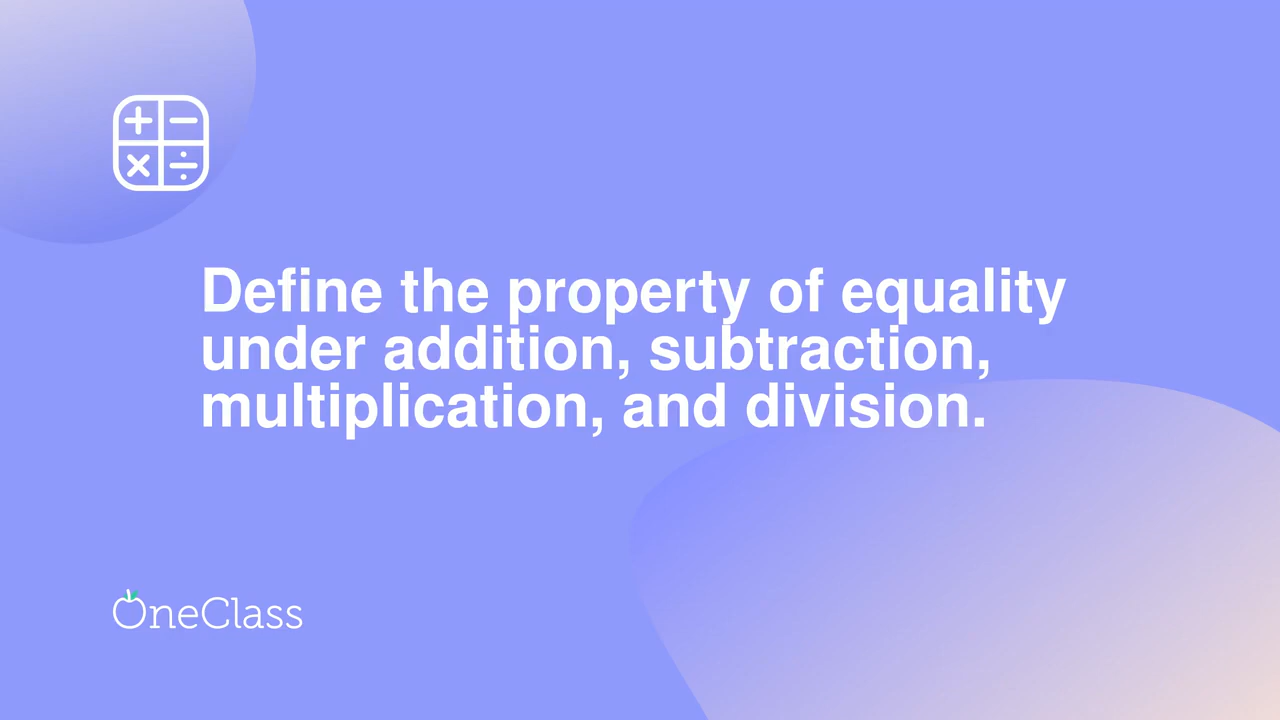 Define the property of equality
under addition, subtraction,
multiplication, and division.
OneClass